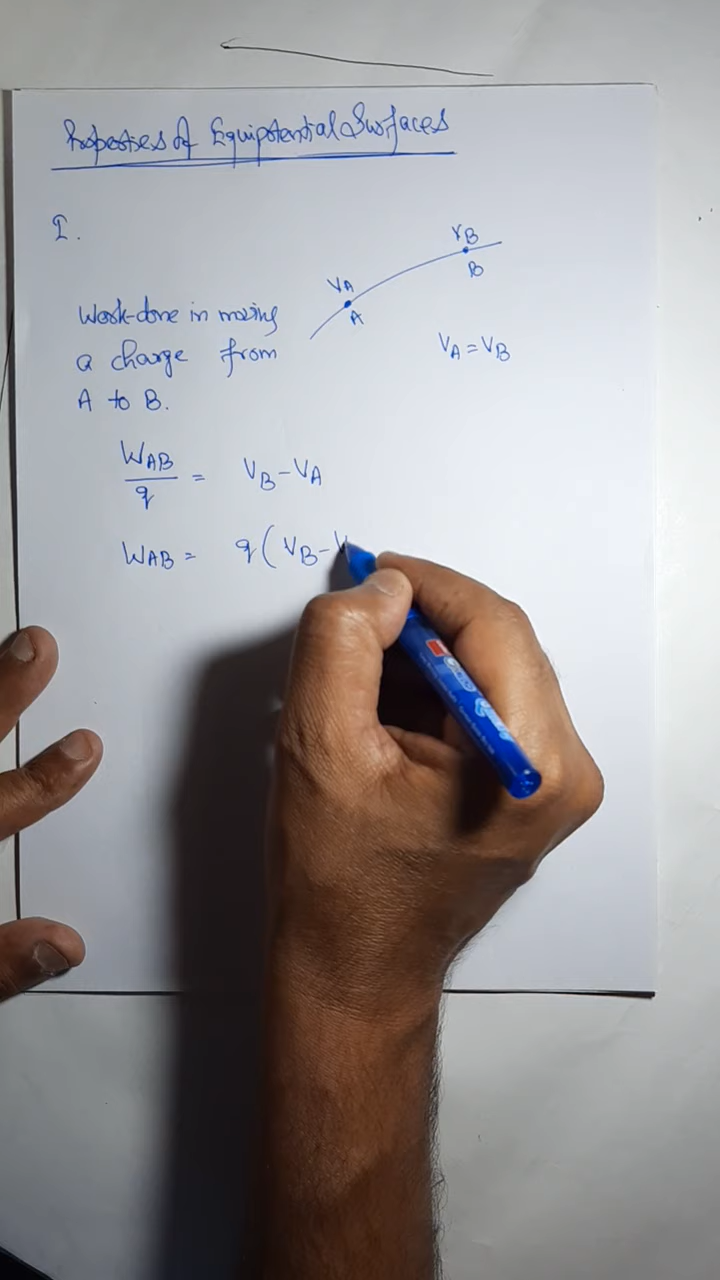 Properties of Equipotential Surfaces
I.
VB
B
VA
A
Work-done in moving
a charge from
A to B.
VA = VB
WAB/q = VB - VA
WAB = q(VB - V